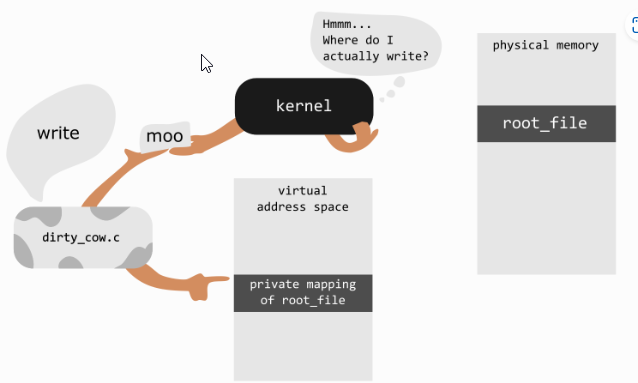 Hmmm...
Where do I
actually write?
physical memory
kernel
root_file
write
moo
virtual
address space
dirty_cow.c
private mapping
of root_file